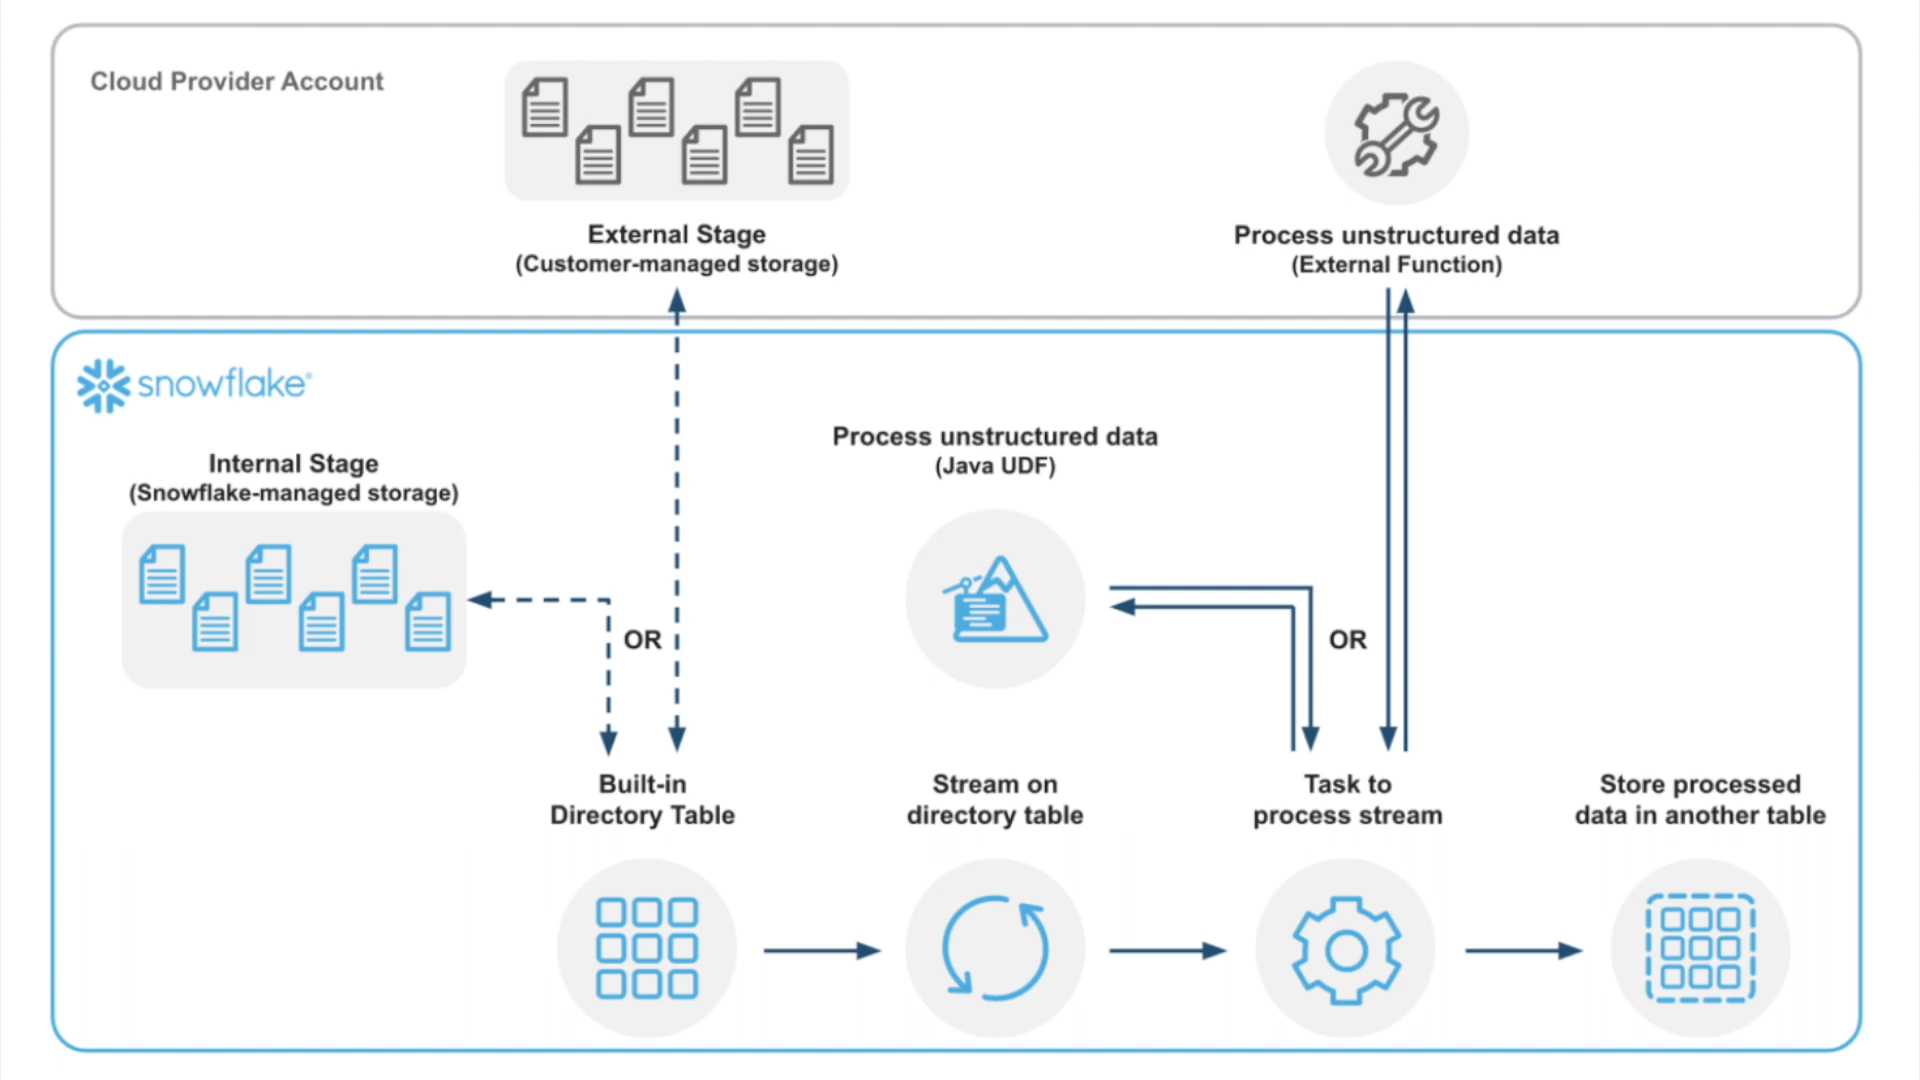 Cloud Provider Account
External Stage
(Customer-managed storage)
Process unstructured data
(External Function)
snowflake®
Internal Stage
(Snowflake-managed storage)
Process unstructured data
(Java UDF)
OR
OR
Built-in
Directory Table
Stream on
directory table
Task to
process stream
Store processed
data in another table